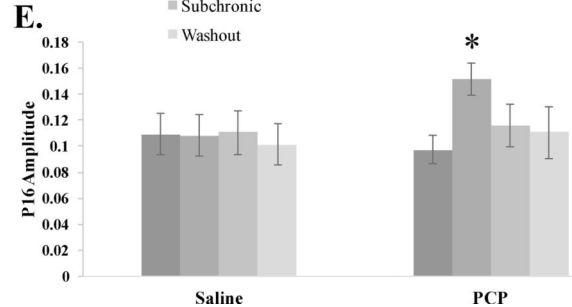 E.
Subchronic
Washout
P16 Amplitude
0.18
0.16
0.14
0.12
0.1
0.08
0.06
0.04
0.02
0
*
Saline
PCP